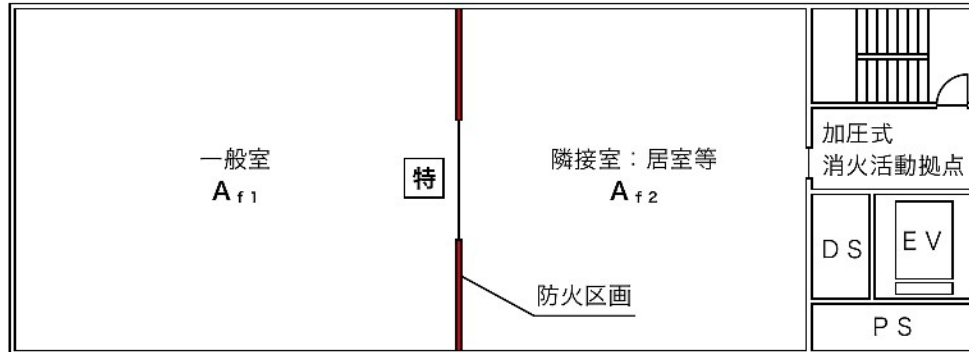 一般室
Af1
特
隣接室：居室等
Af2
防火区画
加圧式
消火活動拠点
DS
EV
PS